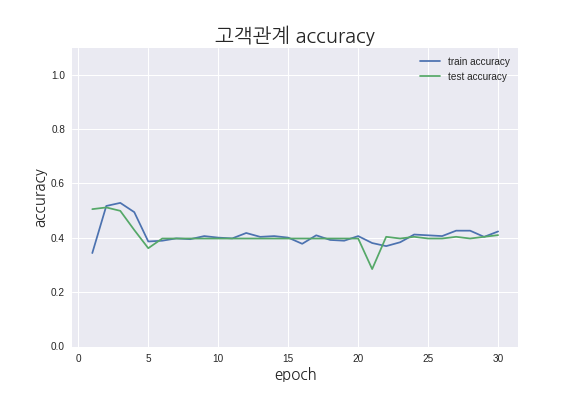 고객관계 accuracy
train accuracy
test accuracy
1.0
0.8
0.6
0.4
0.2
0.0
accuracy
0 5 10 15 20 25 30
epoch